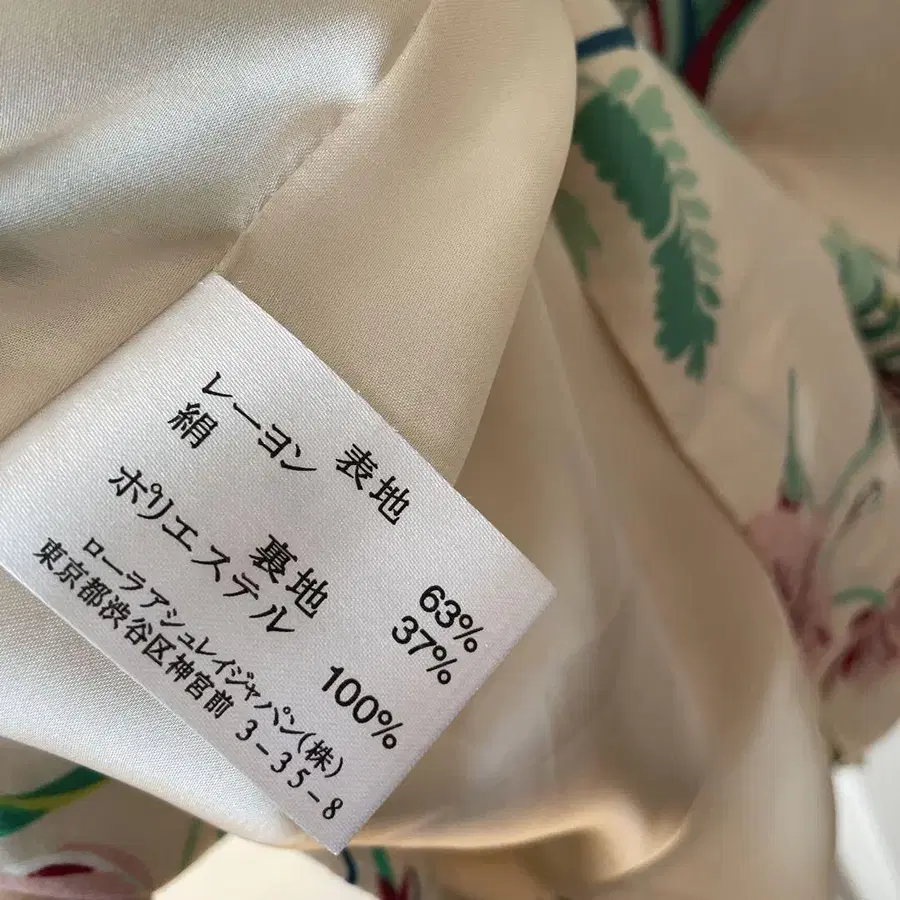 表地
レーヨン 63%
絹 37%
裏地
ポリエステル 100%
ローラアシュレイジャパン(株)
東京都渋谷区神宮前 3-35-8